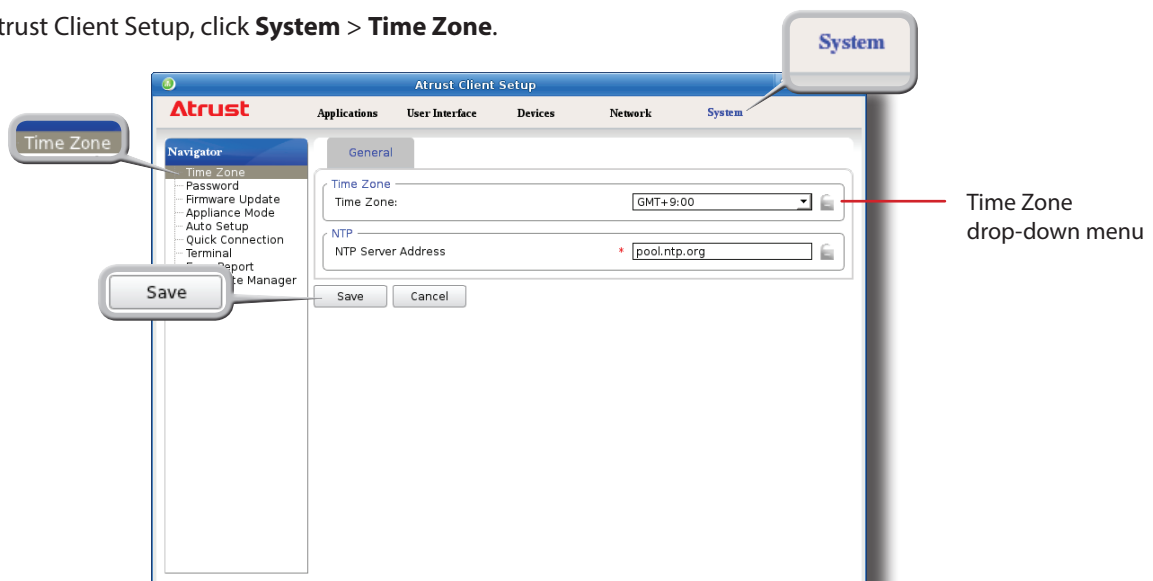 trust Client Setup, click System > Time Zone.
System
Atrust Client Setup
Atrust
Applications User Interface Devices Network System
Time Zone
Navigator
General
Time Zone
Password
Firmware Update
Appliance Mode
Auto Setup
Quick Connection
Terminal
Report
Manager
Time Zone
Time Zone:
GMT+9:00
NTP
NTP Server Address
* pool.ntp.org
Time Zone
drop-down menu
Save
Save Cancel